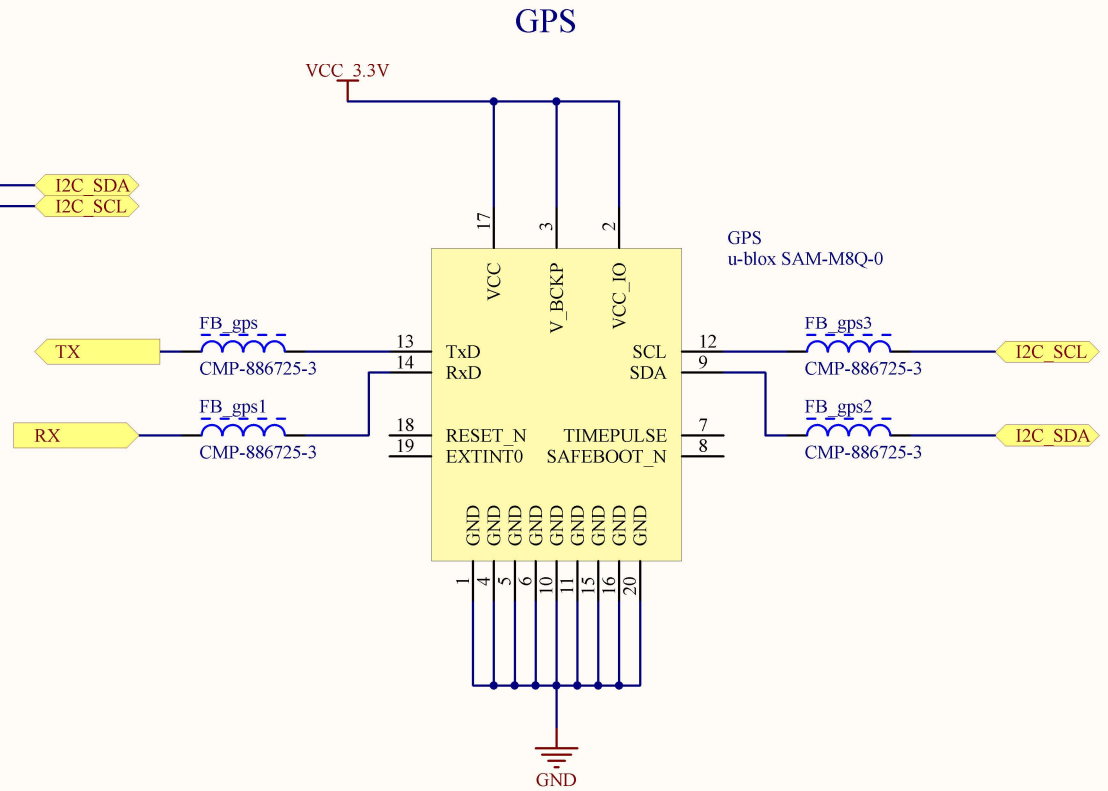 GPS
VCC_3.3V
I2C_SDA
I2C_SCL
17
3
2
GPS
u-blox SAM-M8Q-0
VCC
V_BCKP
VCC_IO
FB_gps
CMP-886725-3
TX
13
TxD
14
RxD
FB_gps1
CMP-886725-3
RX
18
RESET_N
19
EXTINT0
SCL
12
SDA
9
FB_gps3
CMP-886725-3
I2C_SCL
FB_gps2
CMP-886725-3
I2C_SDA
TIMEPULSE
7
SAFEBOOT_N
8
GND
GND
GND
GND
GND
GND
GND
GND
GND
1
4
5
6
10
11
15
16
20
GND